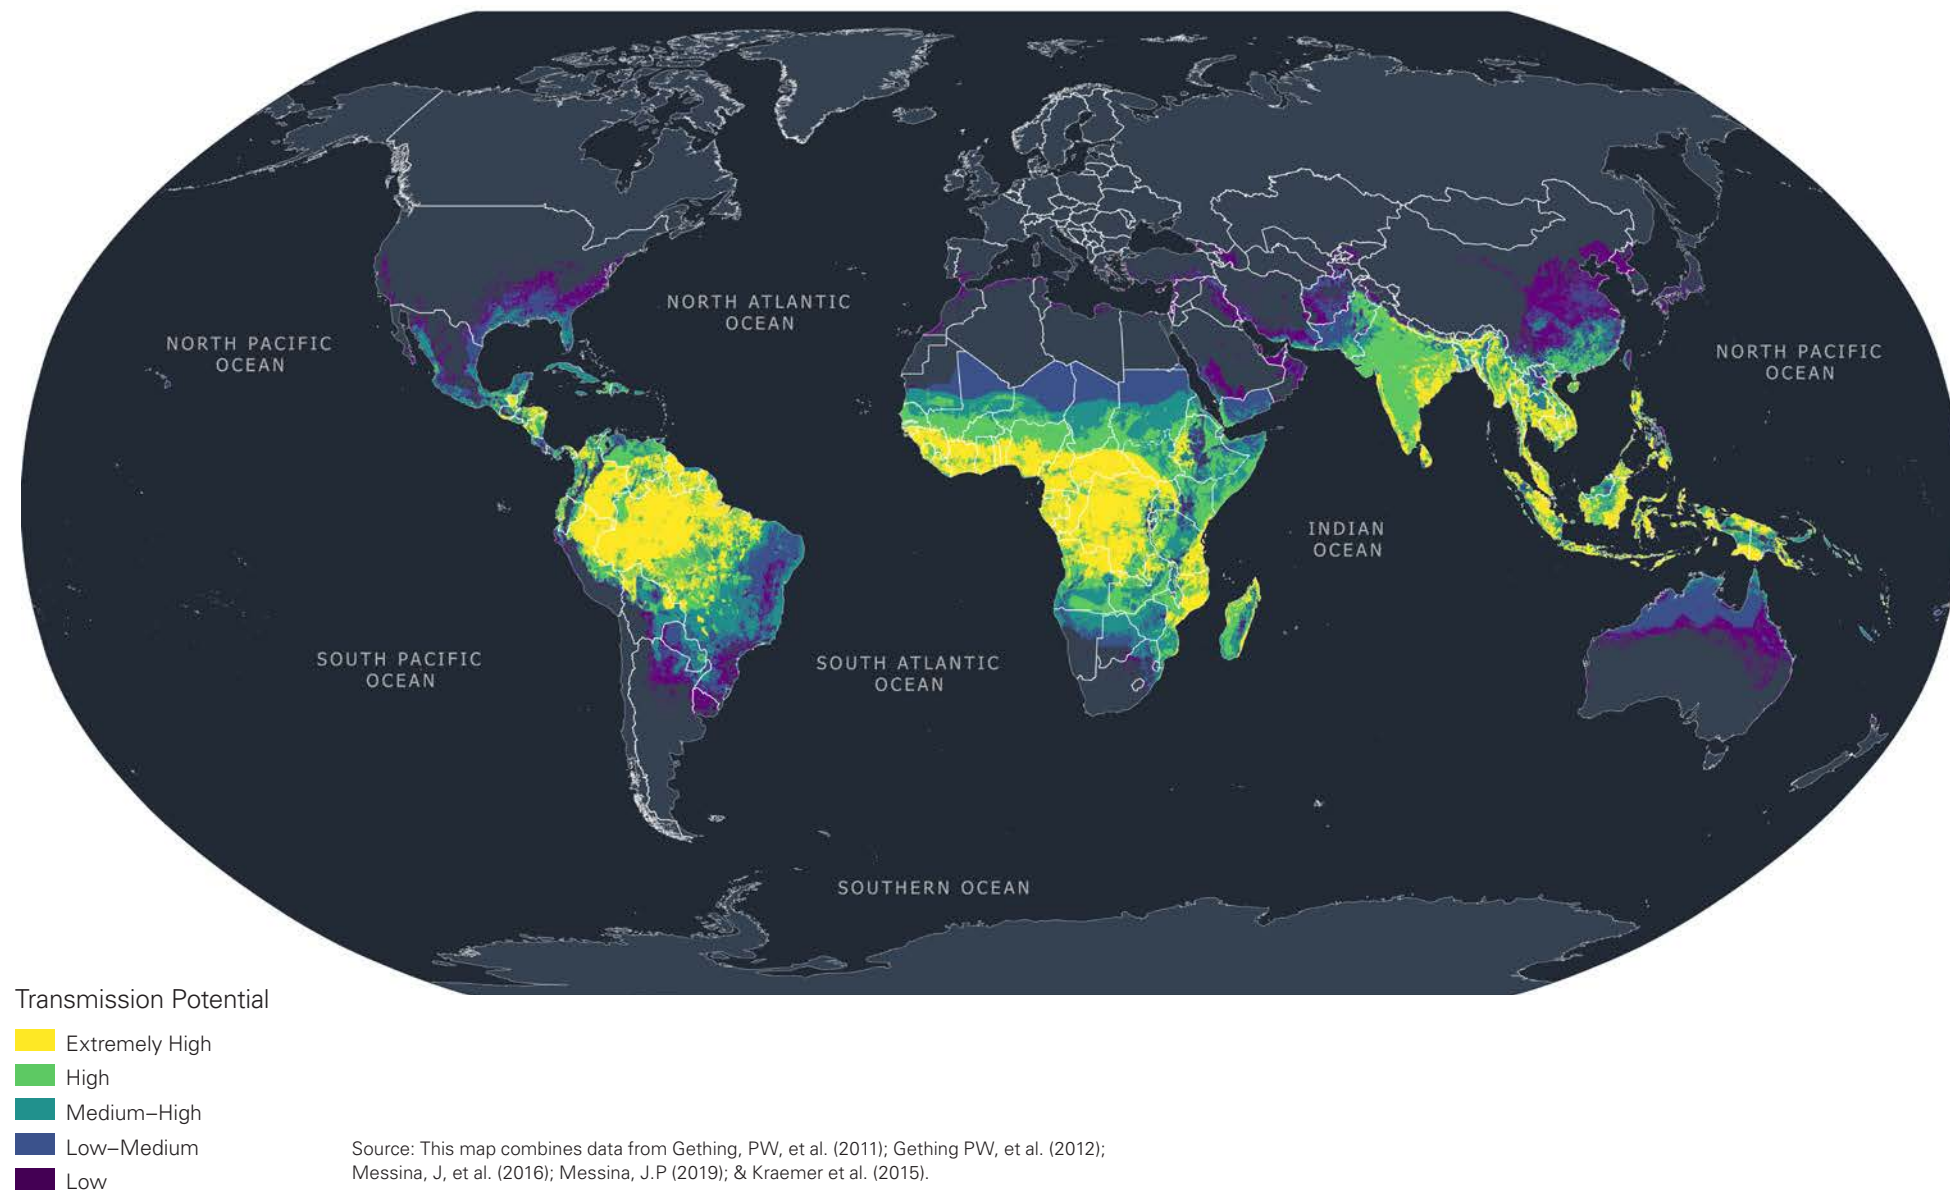 NORTH ATLANTIC
OCEAN
NORTH PACIFIC
OCEAN
NORTH PACIFIC
OCEAN
INDIAN
OCEAN
SOUTH PACIFIC
OCEAN
SOUTH ATLANTIC
OCEAN
SOUTHERN OCEAN
Transmission Potential
Extremely High
High
Medium–High
Low–Medium
Low
Source: This map combines data from Gething, PW, et al. (2011); Gething PW, et al. (2012);
Messina, J, et al. (2016); Messina, J.P (2019); & Kraemer et al. (2015).